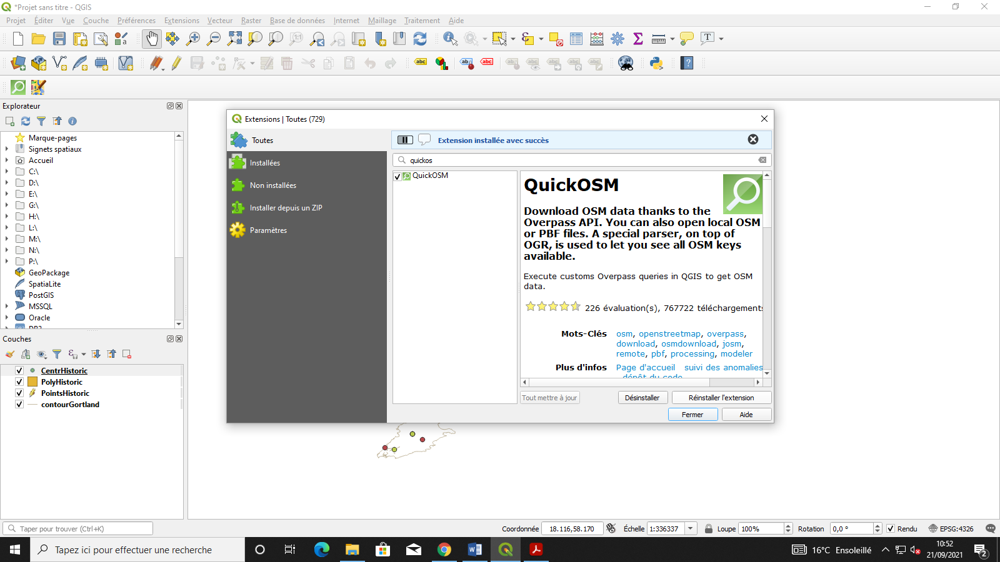 *Projet sans titre - QGIS
Projet Éditer Vue Couche Préférences Extensions Vecteur Raster Base de données Internet Maillage Traitement Aide
Explorateur
Marque-pages
Signets spatiaux
Accueil
C:\
D:\
E:\
G:\
H:\
L:\
M:\
N:\
P:\
GeoPackage
SpatiaLite
PostGIS
MSSQL
Oracle
DB2
Couches
CentrHistoric
PolyHistoric
PointsHistoric
contourGortland
Extensions | Toutes (729)
Toutes
Installées
Non installées
Installer depuis un ZIP
Paramètres
Extension installée avec succès
quickos
QuickOSM
QuickOSM
Download OSM data thanks to the
Overpass API. You can also open local OSM
or PBF files. A special parser, on top of
OGR, is used to let you see all OSM keys
available.
Execute customs Overpass queries in QGIS to get OSM
data.
226 évaluation(s), 767722 téléchargements
Mots-Clés osm, openstreetmap, overpass,
download, osmdownload, josm,
remote, pbf, processing, modeler
Plus d'infos Page d'accueil suivi des anomalies
dépôt du code
Tout mettre à jour Désinstaller Réinstaller l'extension
Fermer Aide
Taper pour trouver (Ctrl+K) Coordonnée 18.116,58.170 Échelle 1:336337 Loupe 100% Rotation 0,0 ° Rendu EPSG:4326
Tapez ici pour effectuer une recherche 16°C Ensoleillé 10:52
21/09/2021 2